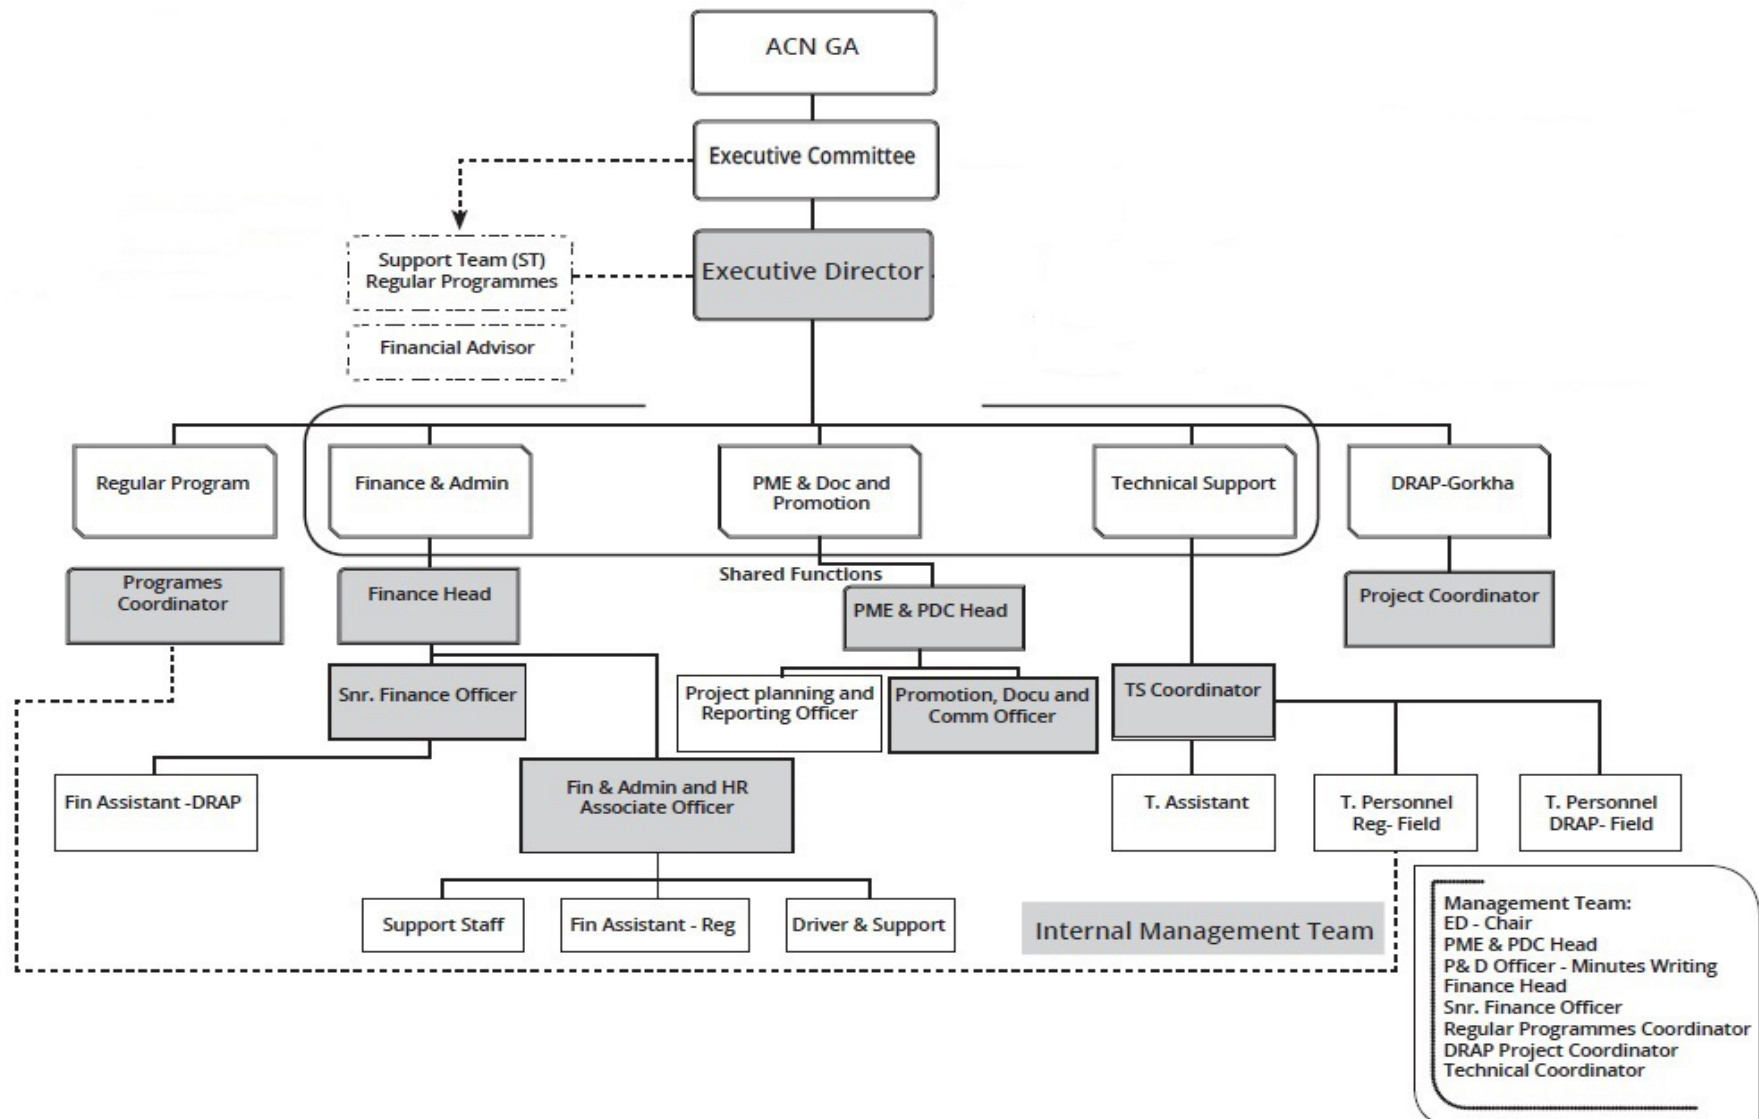 ACN GA
Executive Committee
Support Team (ST)
Regular Programmes
Executive Director
Financial Advisor
Regular Program
Finance & Admin
PME & Doc and
Promotion
Technical Support
DRAP-Gorkha
Shared Functions
Programes
Coordinator
Finance Head
PME & PDC Head
Project Coordinator
Snr. Finance Officer
Project planning and
Reporting Officer
Promotion, Docu and
Comm Officer
TS Coordinator
Fin Assistant -DRAP
Fin & Admin and HR
Associate Officer
T. Assistant
T. Personnel
Reg- Field
T. Personnel
DRAP- Field
Support Staff
Fin Assistant - Reg
Driver & Support
Internal Management Team
Management Team:
ED - Chair
PME & PDC Head
P& D Officer - Minutes Writing
Finance Head
Snr. Finance Officer
Regular Programmes Coordinator
DRAP Project Coordinator
Technical Coordinator